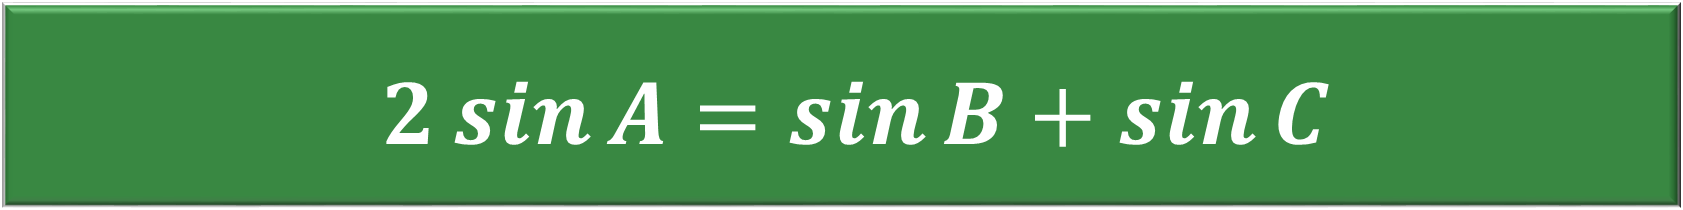 2 sin A = sin B + sin C